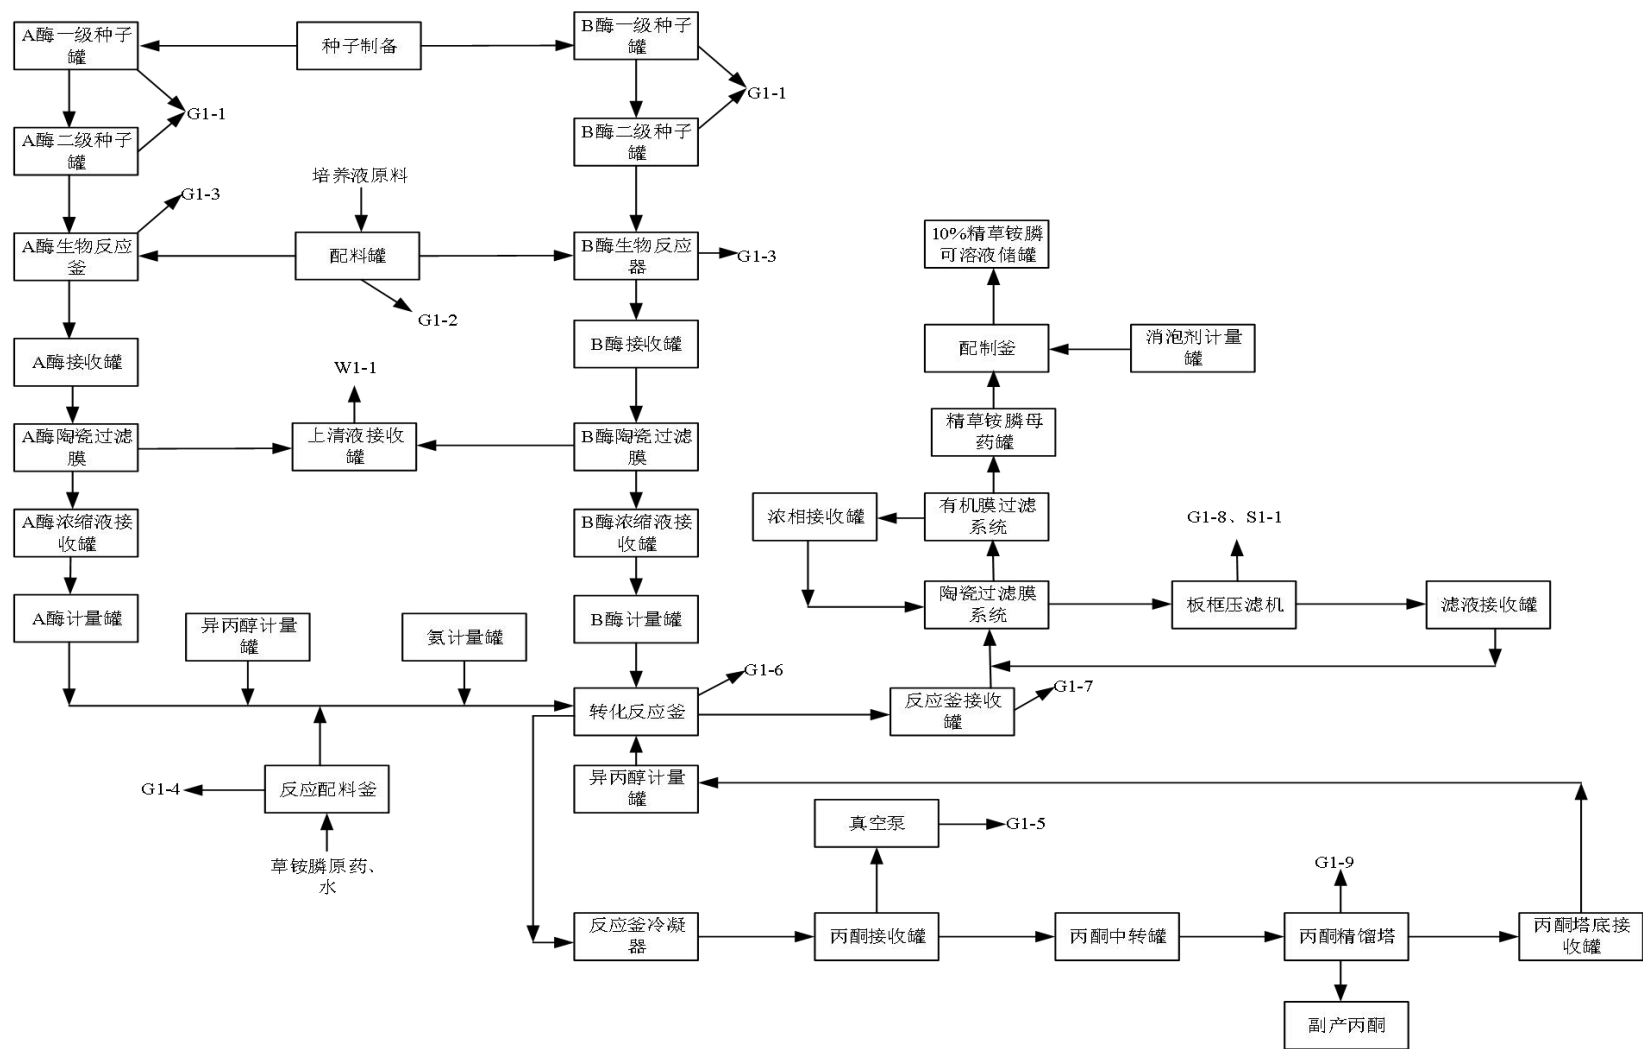 A酶一级种子
罐
种子制备
B酶一级种子
罐
G1-1
G1-1
A酶二级种子
罐
B酶二级种子
罐
培养液原料
G1-3
A酶生物反应
釜
配料罐
B酶生物反应
器
G1-3
10%精草铵膦
可溶液储罐
G1-2
A酶接收罐
B酶接收罐
配制釜
消泡剂计量
罐
W1-1
A酶陶瓷过滤
膜
上清液接收
罐
B酶陶瓷过滤
膜
精草铵膦母
药罐
A酶浓缩液接
收罐
B酶浓缩液接
收罐
浓相接收罐
有机膜过滤
系统
G1-8、S1-1
A酶计量罐
异丙醇计量
罐
氨计量罐
B酶计量罐
陶瓷过滤膜
系统
板框压滤机
滤液接收罐
G1-6
G1-7
转化反应釜
反应釜接收
罐
G1-4
反应配料釜
异丙醇计量
罐
真空泵
G1-5
草铵膦原药、
水
G1-9
反应釜冷凝
器
丙酮接收罐
丙酮中转罐
丙酮精馏塔
丙酮塔底接
收罐
副产丙酮